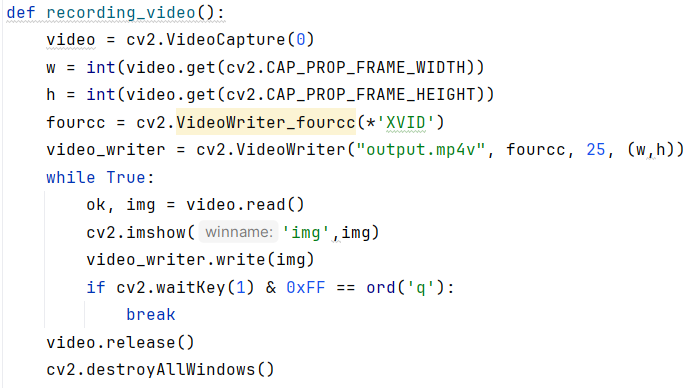 def recording_video():
    video = cv2.VideoCapture(0)
    w = int(video.get(cv2.CAP_PROP_FRAME_WIDTH))
    h = int(video.get(cv2.CAP_PROP_FRAME_HEIGHT))
    fourcc = cv2.VideoWriter_fourcc(*'XVID')
    video_writer = cv2.VideoWriter("output.mp4v", fourcc, 25, (w,h))
    while True:
        ok, img = video.read()
        cv2.imshow( winname: 'img',img)
        video_writer.write(img)
        if cv2.waitKey(1) & 0xFF == ord('q'):
            break
    video.release()
    cv2.destroyAllWindows()